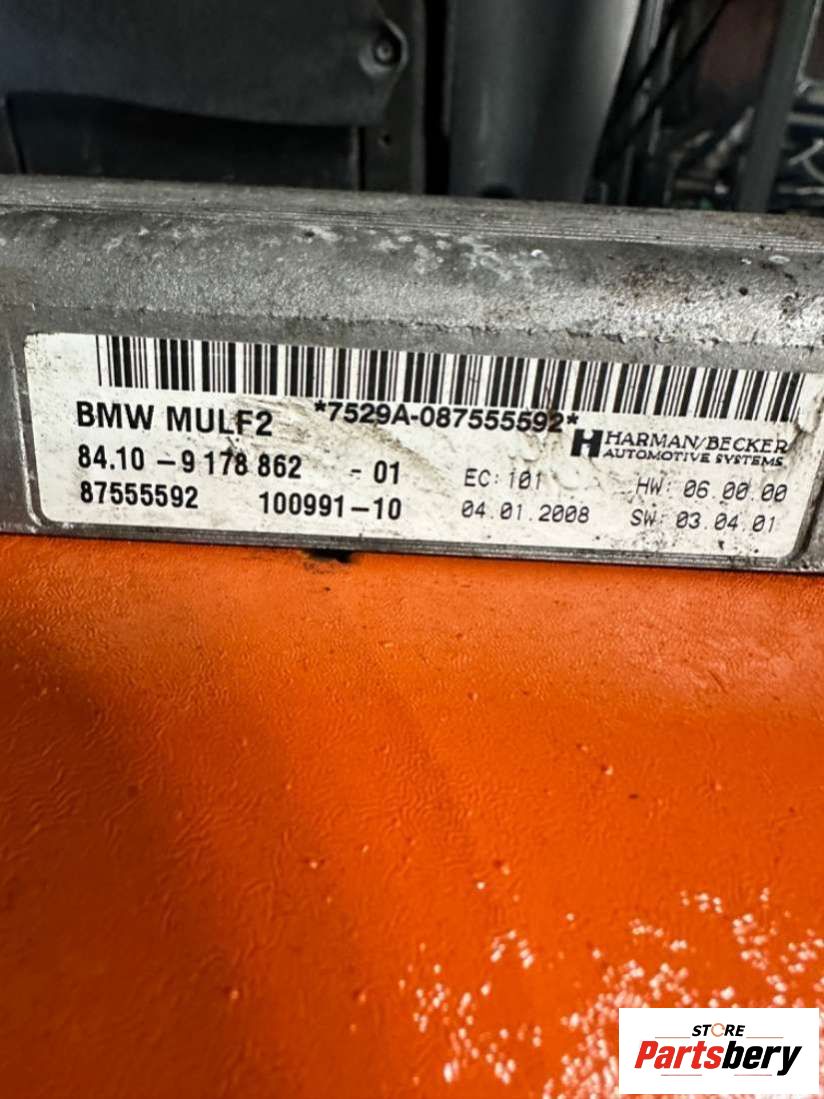 *7529A-087555592*
BMW MULF2
HARMAN/BECKER
AUTOMOTIVE SYSTEMS
84.10-9 178 862 -01 EC: 101 HW: 06.00.00
87555592 100991-10 04.01.2008 SW: 03.04.01
STORE
Partsbery